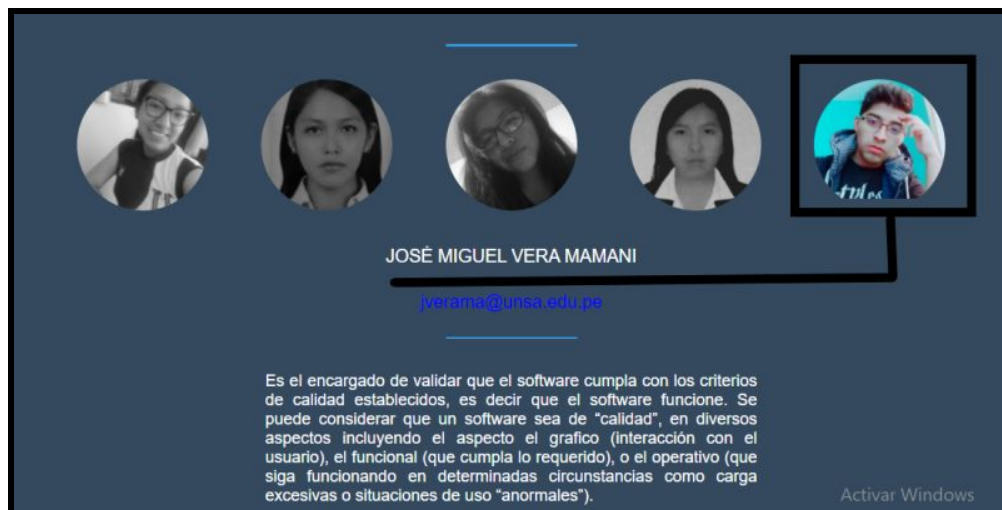 JOSÉ MIGUEL VERA MAMANI
jverama@unsa.edu.pe
Es el encargado de validar que el software cumpla con los criterios
de calidad establecidos, es decir que el software funcione. Se
puede considerar que un software sea de “calidad”, en diversos
aspectos incluyendo el aspecto el grafico (interacción con el
usuario), el funcional (que cumpla lo requerido), o el operativo (que
siga funcionando en determinadas circunstancias como carga
excesivas o situaciones de uso “anormales”).
Activar Windows